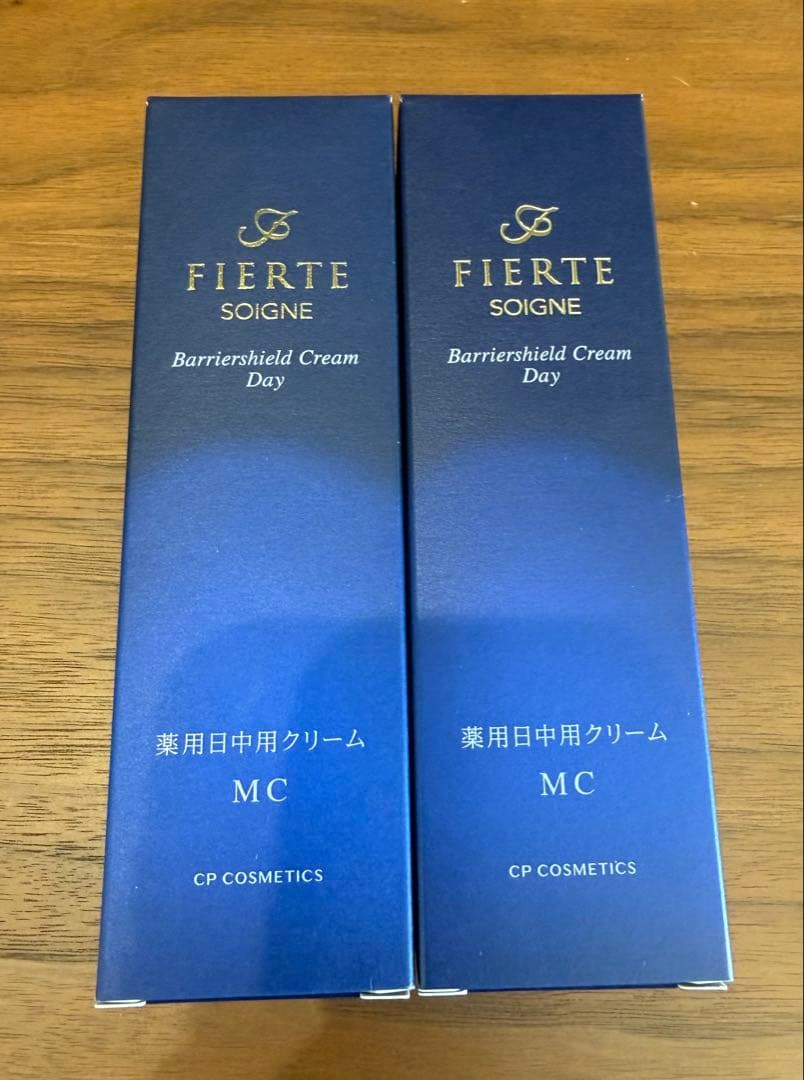 FIERTE
SOIGNE
Barriershield Cream
Day
薬用日中用クリーム
MC
CP COSMETICS
FIERTE
SOIGNE
Barriershield Cream
Day
薬用日中用クリーム
MC
CP COSMETICS